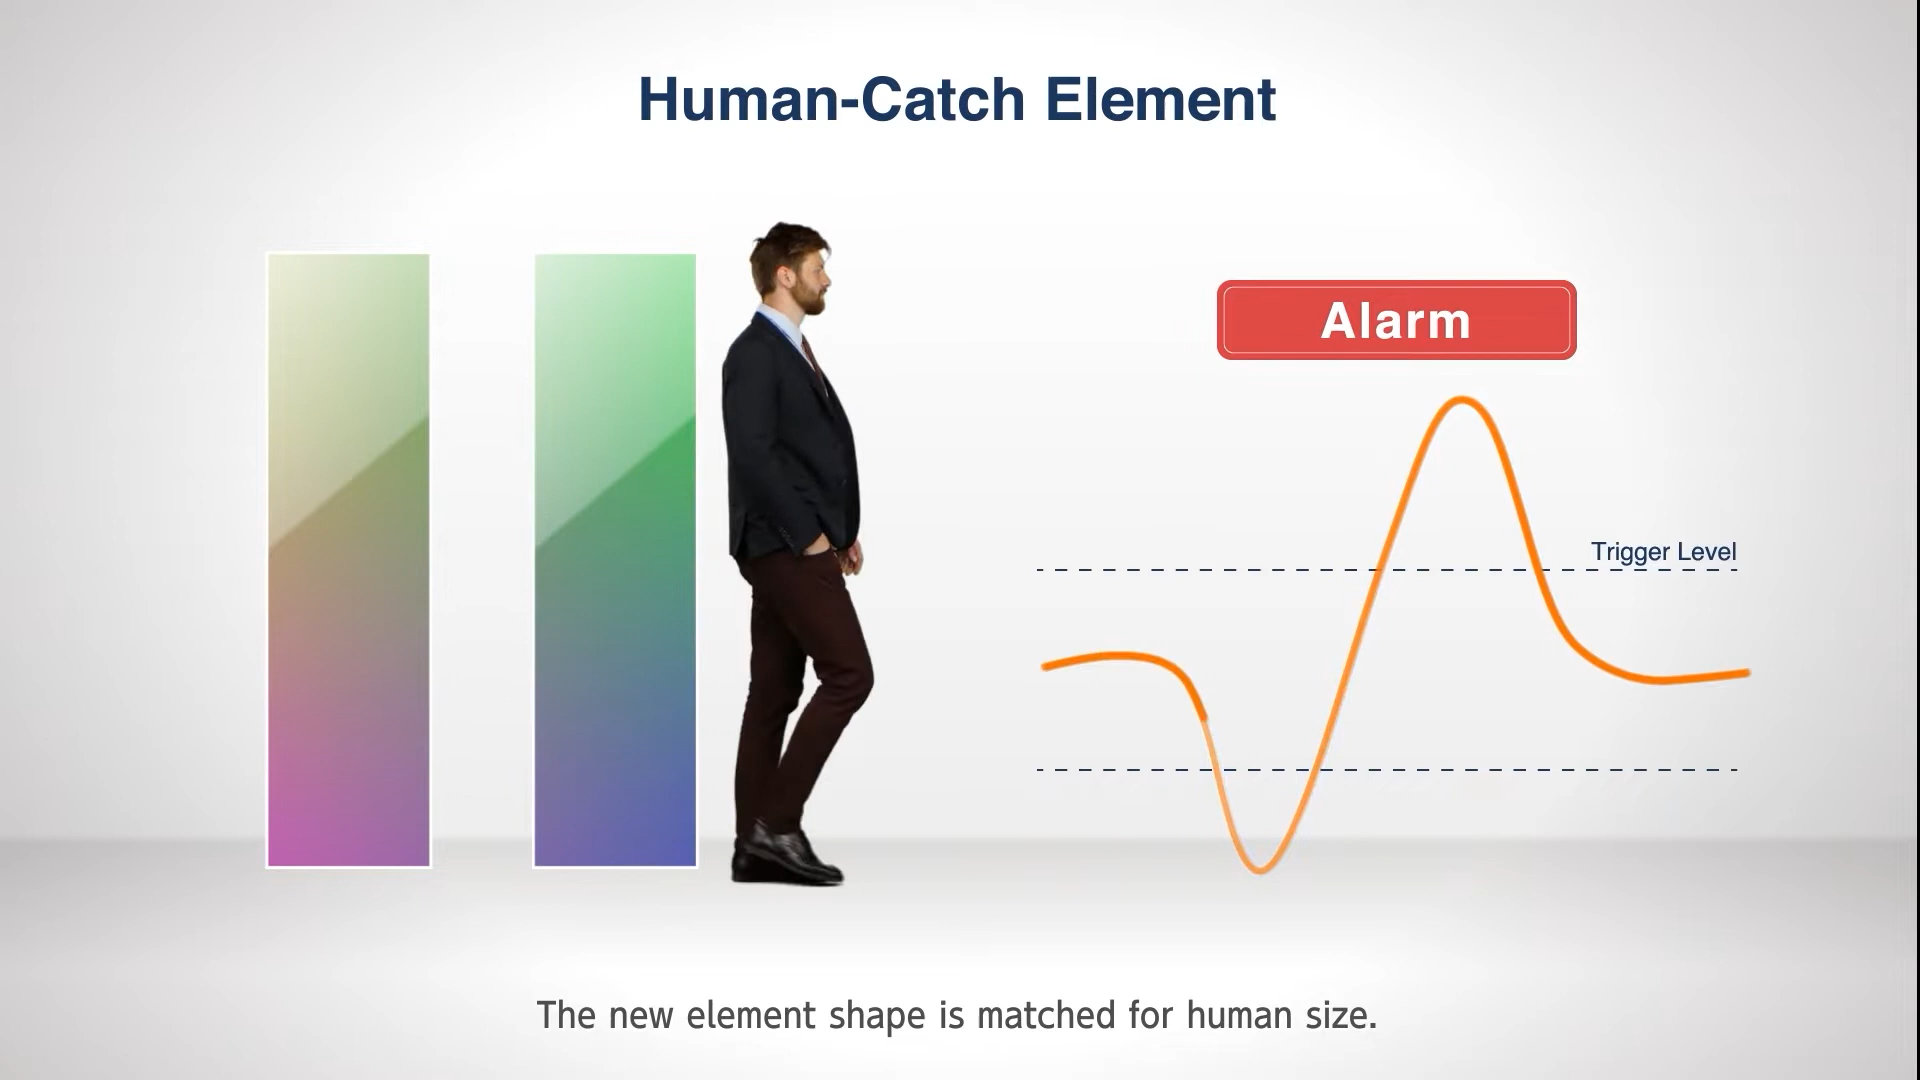 Human-Catch Element
Alarm
Trigger Level
The new element shape is matched for human size.